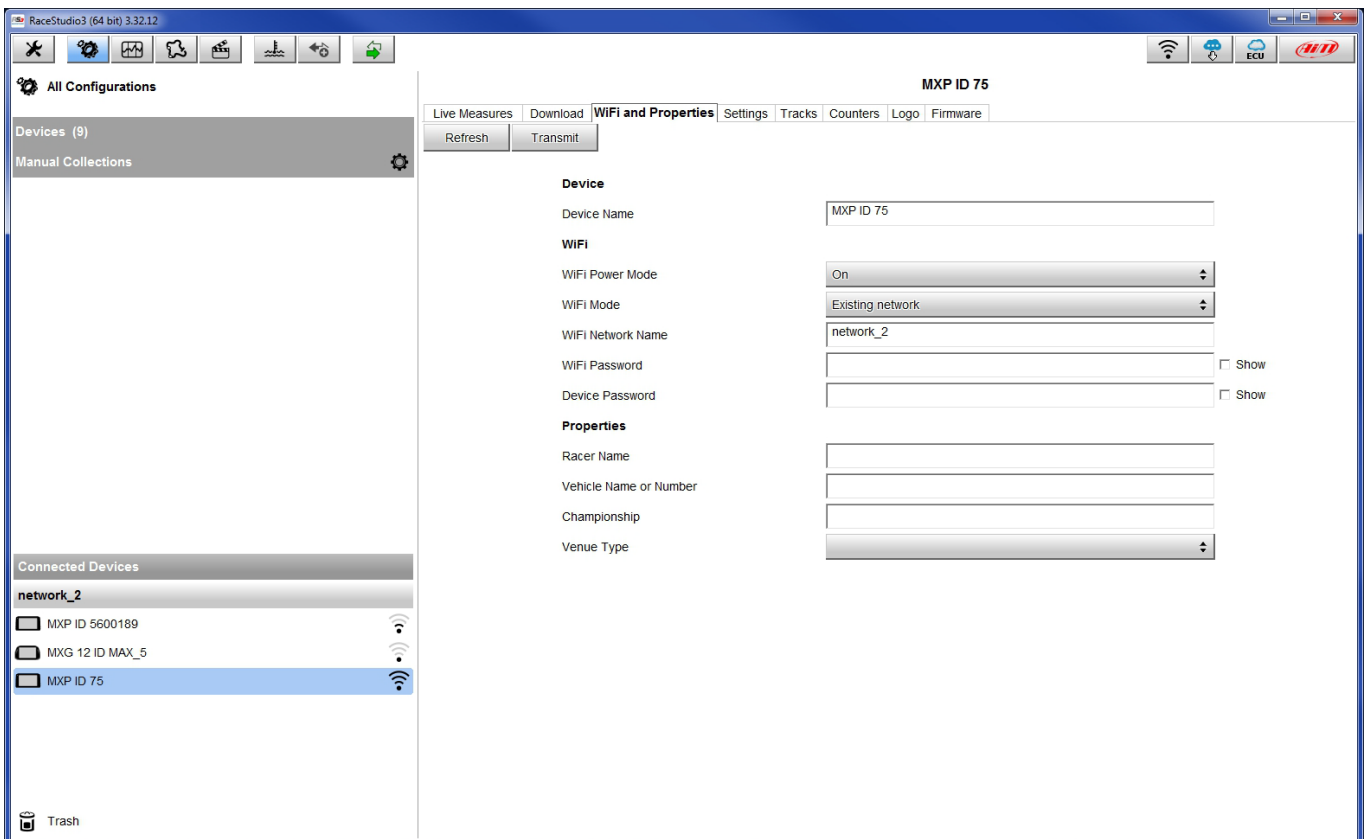 RaceStudio3 (64 bit) 3.32.12
ECU
AiM
All Configurations
MXP ID 75
Live Measures Download WiFi and Properties Settings Tracks Counters Logo Firmware
Devices (9)
Refresh Transmit
Manual Collections
Device
Device Name MXP ID 75
WiFi
WiFi Power Mode On
WiFi Mode Existing network
WiFi Network Name network_2
WiFi Password Show
Device Password Show
Properties
Racer Name
Vehicle Name or Number
Championship
Venue Type
Connected Devices
network_2
MXP ID 5600189
MXG 12 ID MAX_5
MXP ID 75
Trash